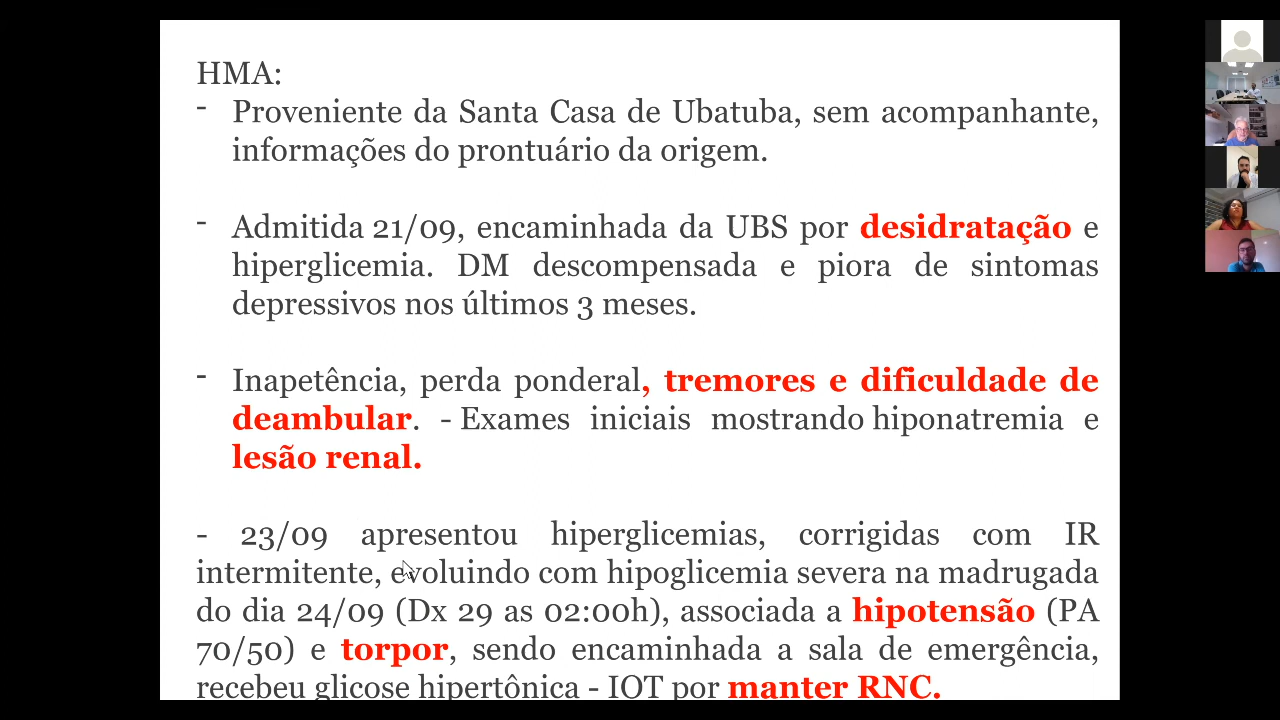 HMA:
- Proveniente da Santa Casa de Ubatuba, sem acompanhante,
informações do prontuário da origem.
- Admitida 21/09, encaminhada da UBS por desidratação e
hiperglicemia. DM descompensada e piora de sintomas
depressivos nos últimos 3 meses.
- Inapetência, perda ponderal, tremores e dificuldade de
deambular. - Exames iniciais mostrando hiponatremia e
lesão renal.
- 23/09 apresentou hiperglicemias, corrigidas com IR
intermitente, evoluindo com hipoglicemia severa na madrugada
do dia 24/09 (Dx 29 as 02:00h), associada a hipotensão (PA
70/50) e torpor, sendo encaminhada a sala de emergência,
recebeu glicose hipertônica - IOT por manter RNC.